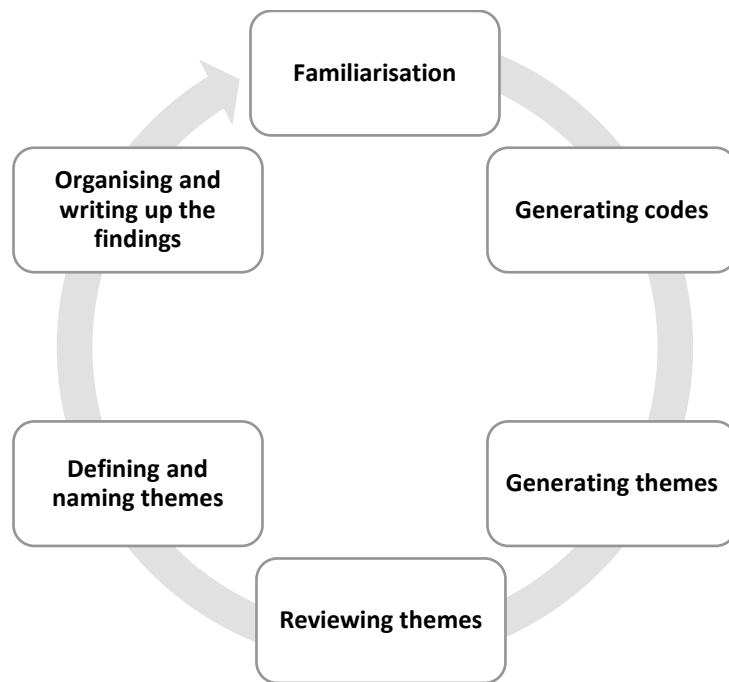 Familiarisation
Generating codes
Generating themes
Reviewing themes
Defining and
naming themes
Organising and
writing up the
findings